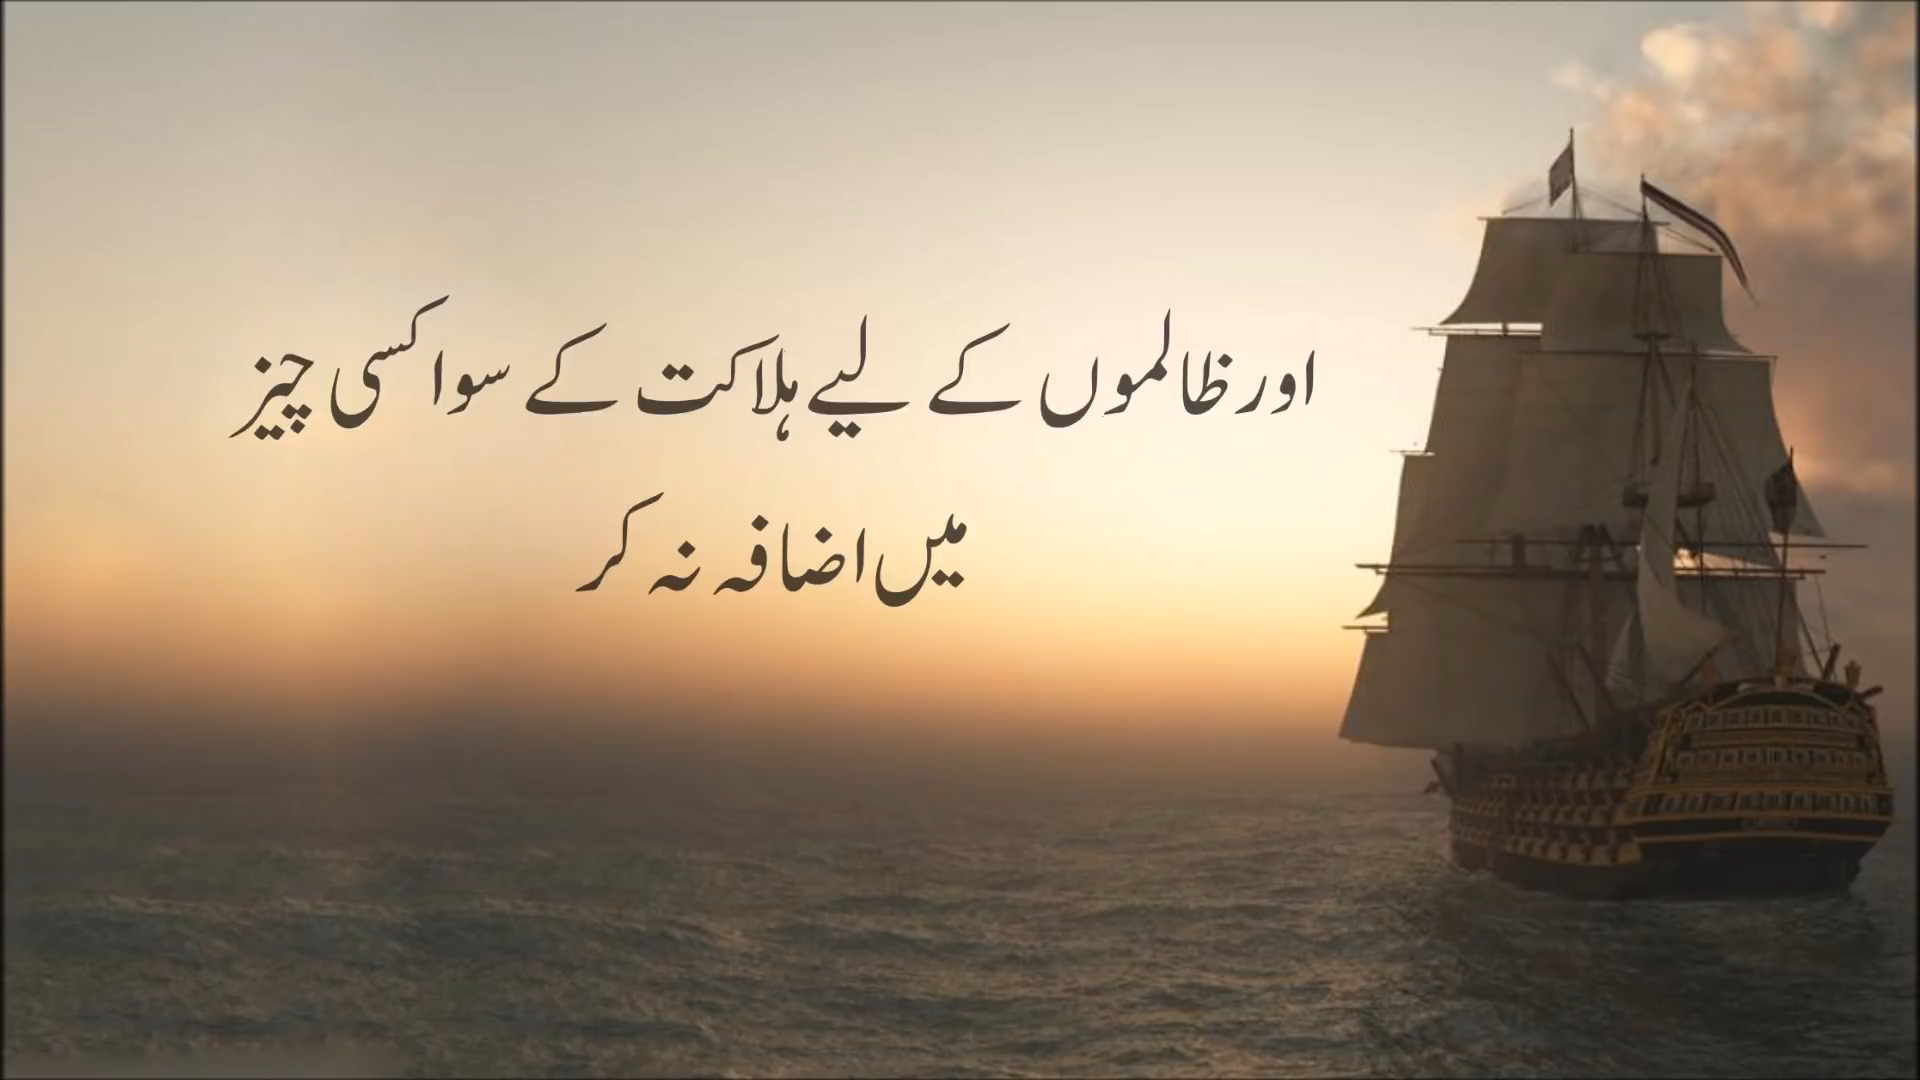 اور ظالموں کے لیے ہلاکت کے سوا کسی چیز
میں اضافہ نہ کر